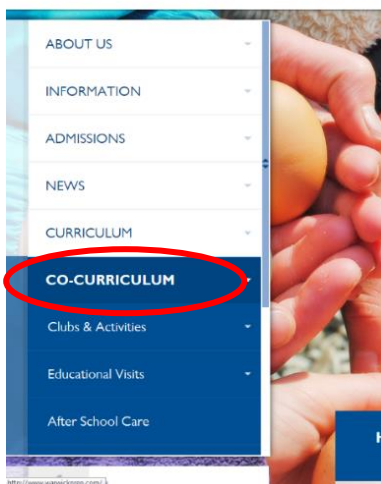 ABOUT US
INFORMATION
ADMISSIONS
NEWS
CURRICULUM
CO-CURRICULUM
Clubs & Activities
Educational Visits
After School Care
H